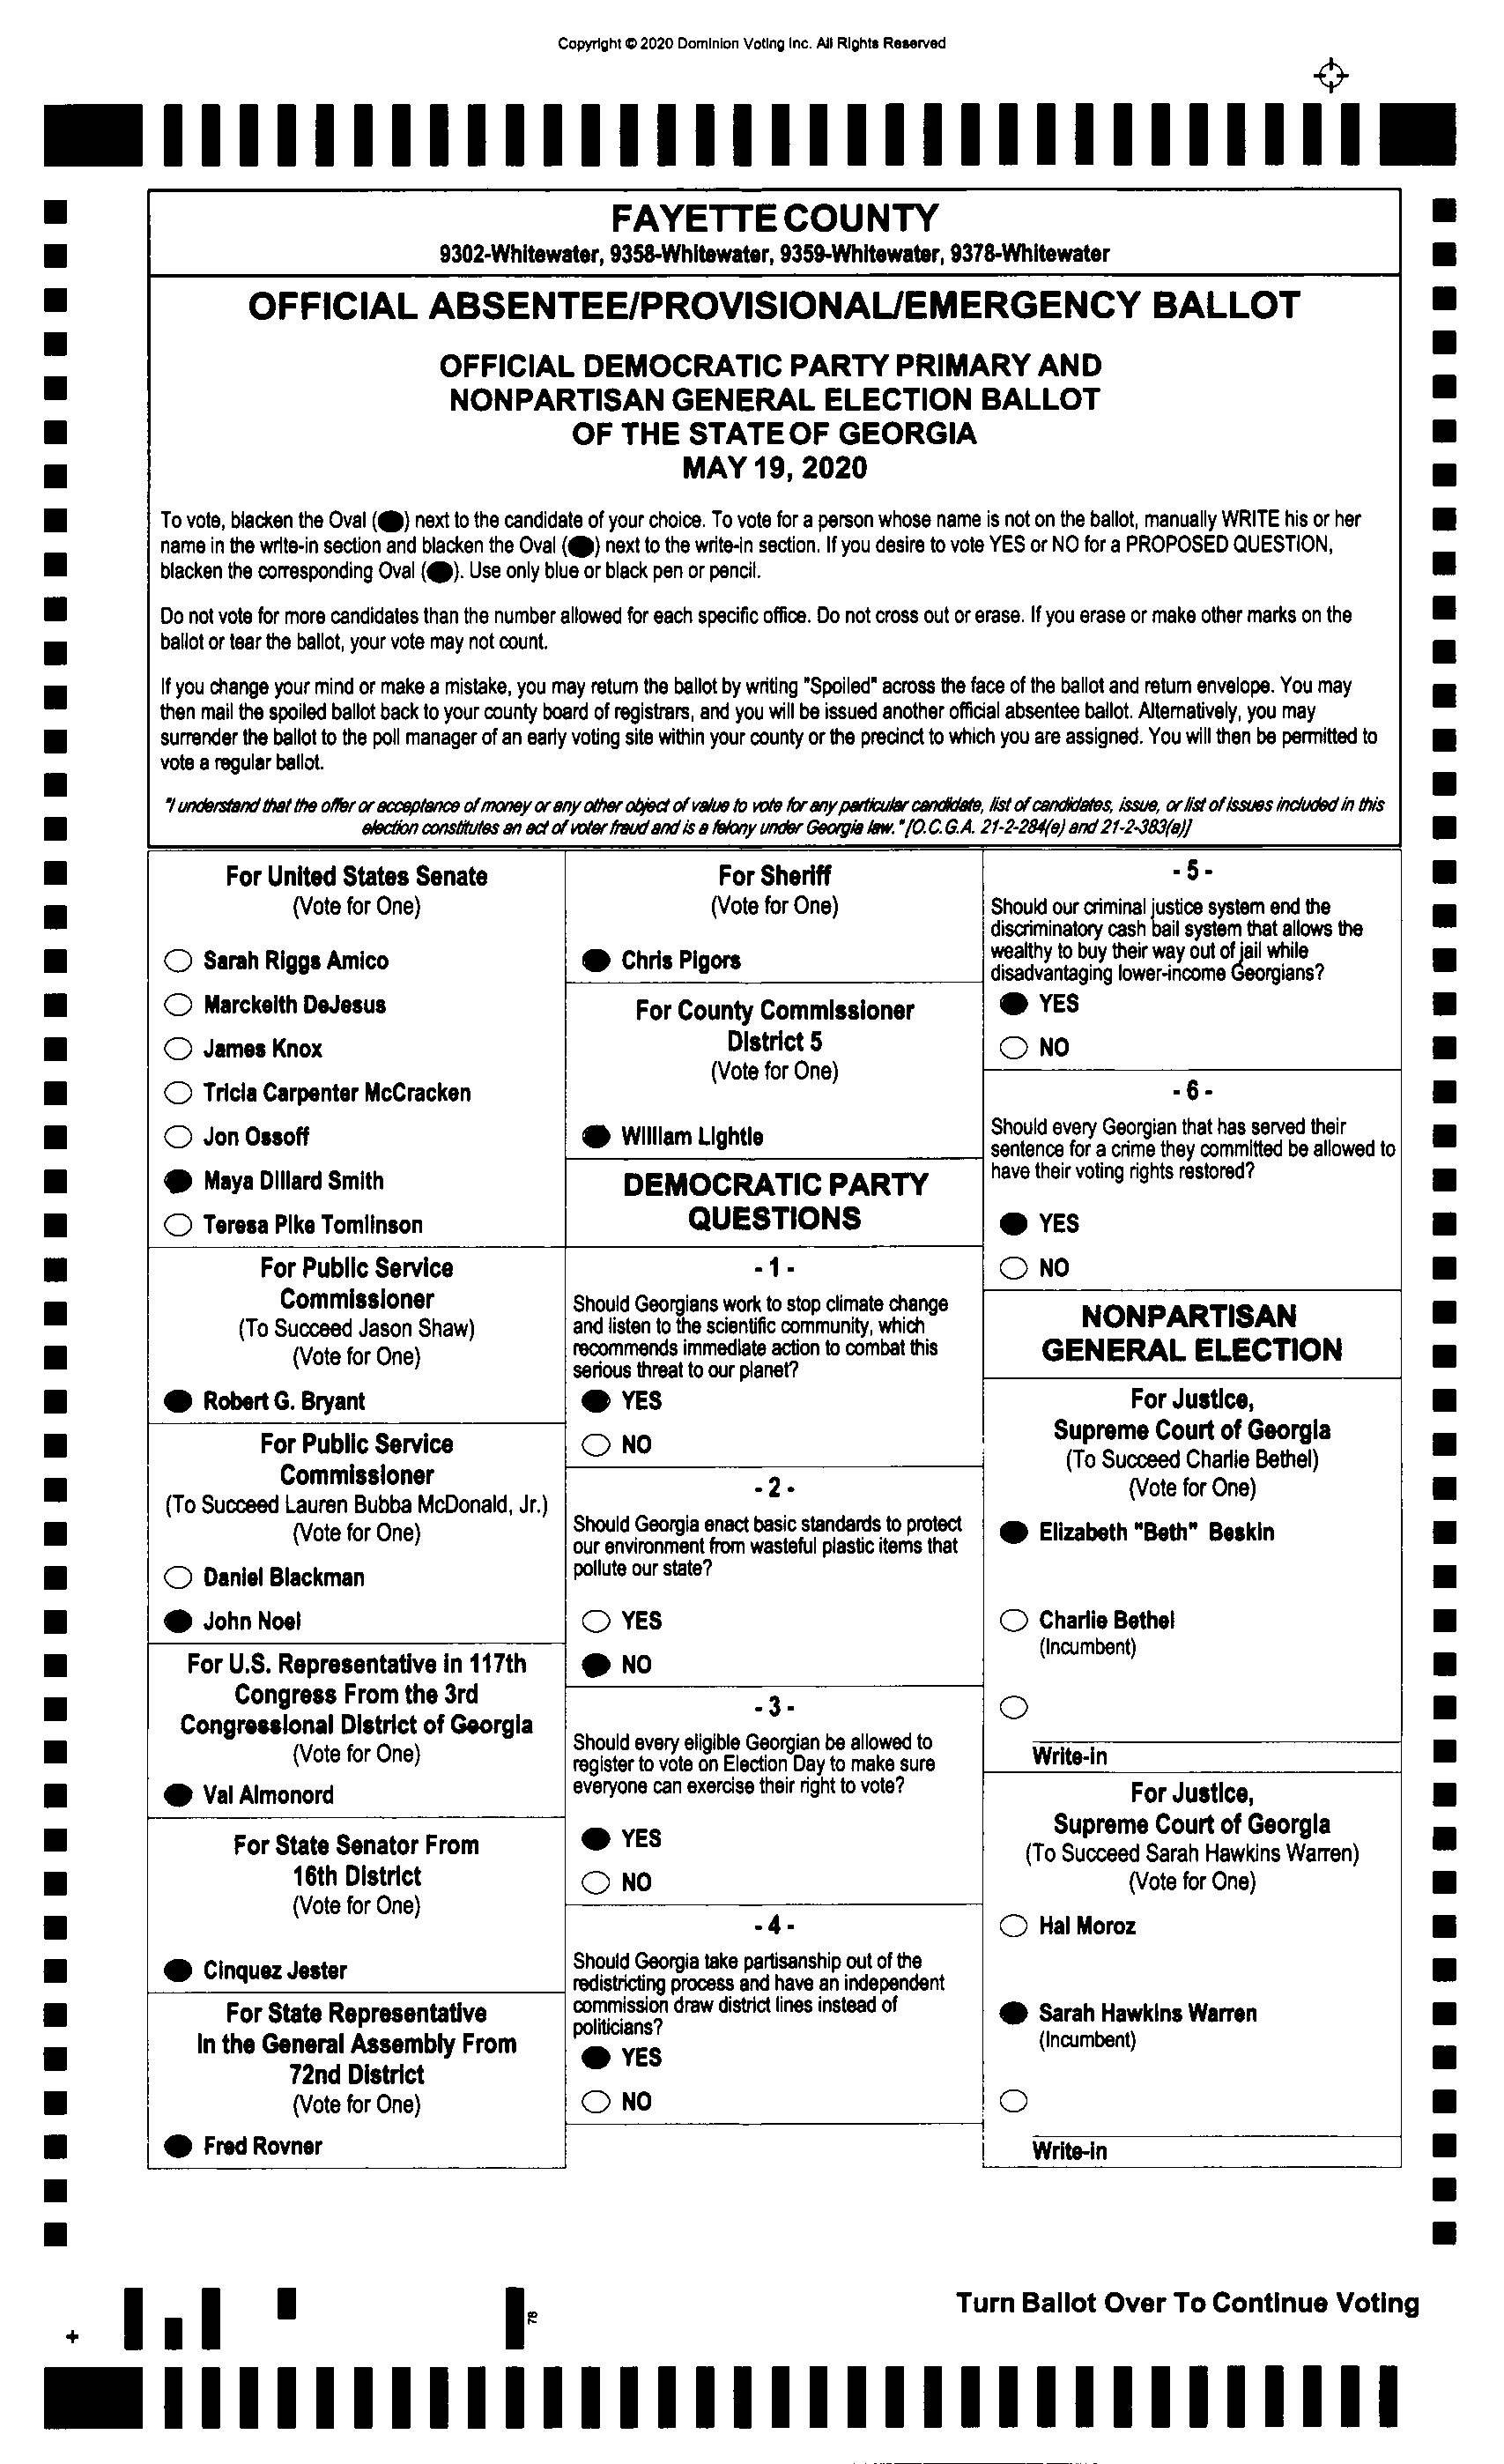 Copyright © 2020 Dominion Voting Inc. All Rights Reserved
FAYETTE COUNTY
9302-Whitewater, 9358-Whitewater, 9359-Whitewater, 9378-Whitewater
OFFICIAL ABSENTEE/PROVISIONAL/EMERGENCY BALLOT
OFFICIAL DEMOCRATIC PARTY PRIMARY AND
NONPARTISAN GENERAL ELECTION BALLOT
OF THE STATE OF GEORGIA
MAY 19, 2020
To vote, blacken the Oval (●) next to the candidate of your choice. To vote for a person whose name is not on the ballot, manually WRITE his or her
name in the write-in section and blacken the Oval (●) next to the write-in section. If you desire to vote YES or NO for a PROPOSED QUESTION,
blacken the corresponding Oval (●). Use only blue or black pen or pencil.
Do not vote for more candidates than the number allowed for each specific office. Do not cross out or erase. If you erase or make other marks on the
ballot or tear the ballot, your vote may not count.
If you change your mind or make a mistake, you may return the ballot by writing "Spoiled" across the face of the ballot and return envelope. You may
then mail the spoiled ballot back to your county board of registrars, and you will be issued another official absentee ballot. Alternatively, you may
surrender the ballot to the poll manager of an early voting site within your county or the precinct to which you are assigned. You will then be permitted to
vote a regular ballot.
"I understand that the offer or acceptance of money or any other object of value to vote for any particular candidate, list of candidates, issue, or list of issues included in this
election constitutes an act of voter fraud and is a felony under Georgia law." [O.C.G.A. 21-2-284(e) and 21-2-383(a)]
For United States Senate
(Vote for One)
Sarah Riggs Amico
Marckeith DeJesus
James Knox
Tricia Carpenter McCracken
Jon Ossoff
Maya Dillard Smith
Teresa Pike Tomlinson
For Public Service
Commissioner
(To Succeed Jason Shaw)
(Vote for One)
Robert G. Bryant
For Public Service
Commissioner
(To Succeed Lauren Bubba McDonald, Jr.)
(Vote for One)
Daniel Blackman
John Noel
For U.S. Representative in 117th
Congress From the 3rd
Congressional District of Georgia
(Vote for One)
Val Almonord
For State Senator From
16th District
(Vote for One)
Cinquez Jester
For State Representative
In the General Assembly From
72nd District
(Vote for One)
Fred Rovner
For Sheriff
(Vote for One)
Chris Pigors
For County Commissioner
District 5
(Vote for One)
William Lightle
DEMOCRATIC PARTY
QUESTIONS
- 1 -
Should Georgians work to stop climate change
and listen to the scientific community, which
recommends immediate action to combat this
serious threat to our planet?
YES
NO
- 2 -
Should Georgia enact basic standards to protect
our environment from wasteful plastic items that
pollute our state?
YES
NO
- 3 -
Should every eligible Georgian be allowed to
register to vote on Election Day to make sure
everyone can exercise their right to vote?
YES
NO
- 4 -
Should Georgia take partisanship out of the
redistricting process and have an independent
commission draw district lines instead of
politicians?
YES
NO
- 5 -
Should our criminal justice system end the
discriminatory cash bail system that allows the
wealthy to buy their way out of jail while
disadvantaging lower-income Georgians?
YES
NO
- 6 -
Should every Georgian that has served their
sentence for a crime they committed be allowed to
have their voting rights restored?
YES
NO
NONPARTISAN
GENERAL ELECTION
For Justice,
Supreme Court of Georgia
(To Succeed Charlie Bethel)
(Vote for One)
Elizabeth "Beth" Beskin
Charlie Bethel
(Incumbent)
Write-in
For Justice,
Supreme Court of Georgia
(To Succeed Sarah Hawkins Warren)
(Vote for One)
Hal Moroz
Sarah Hawkins Warren
(Incumbent)
Write-in
78
Turn Ballot Over To Continue Voting
+